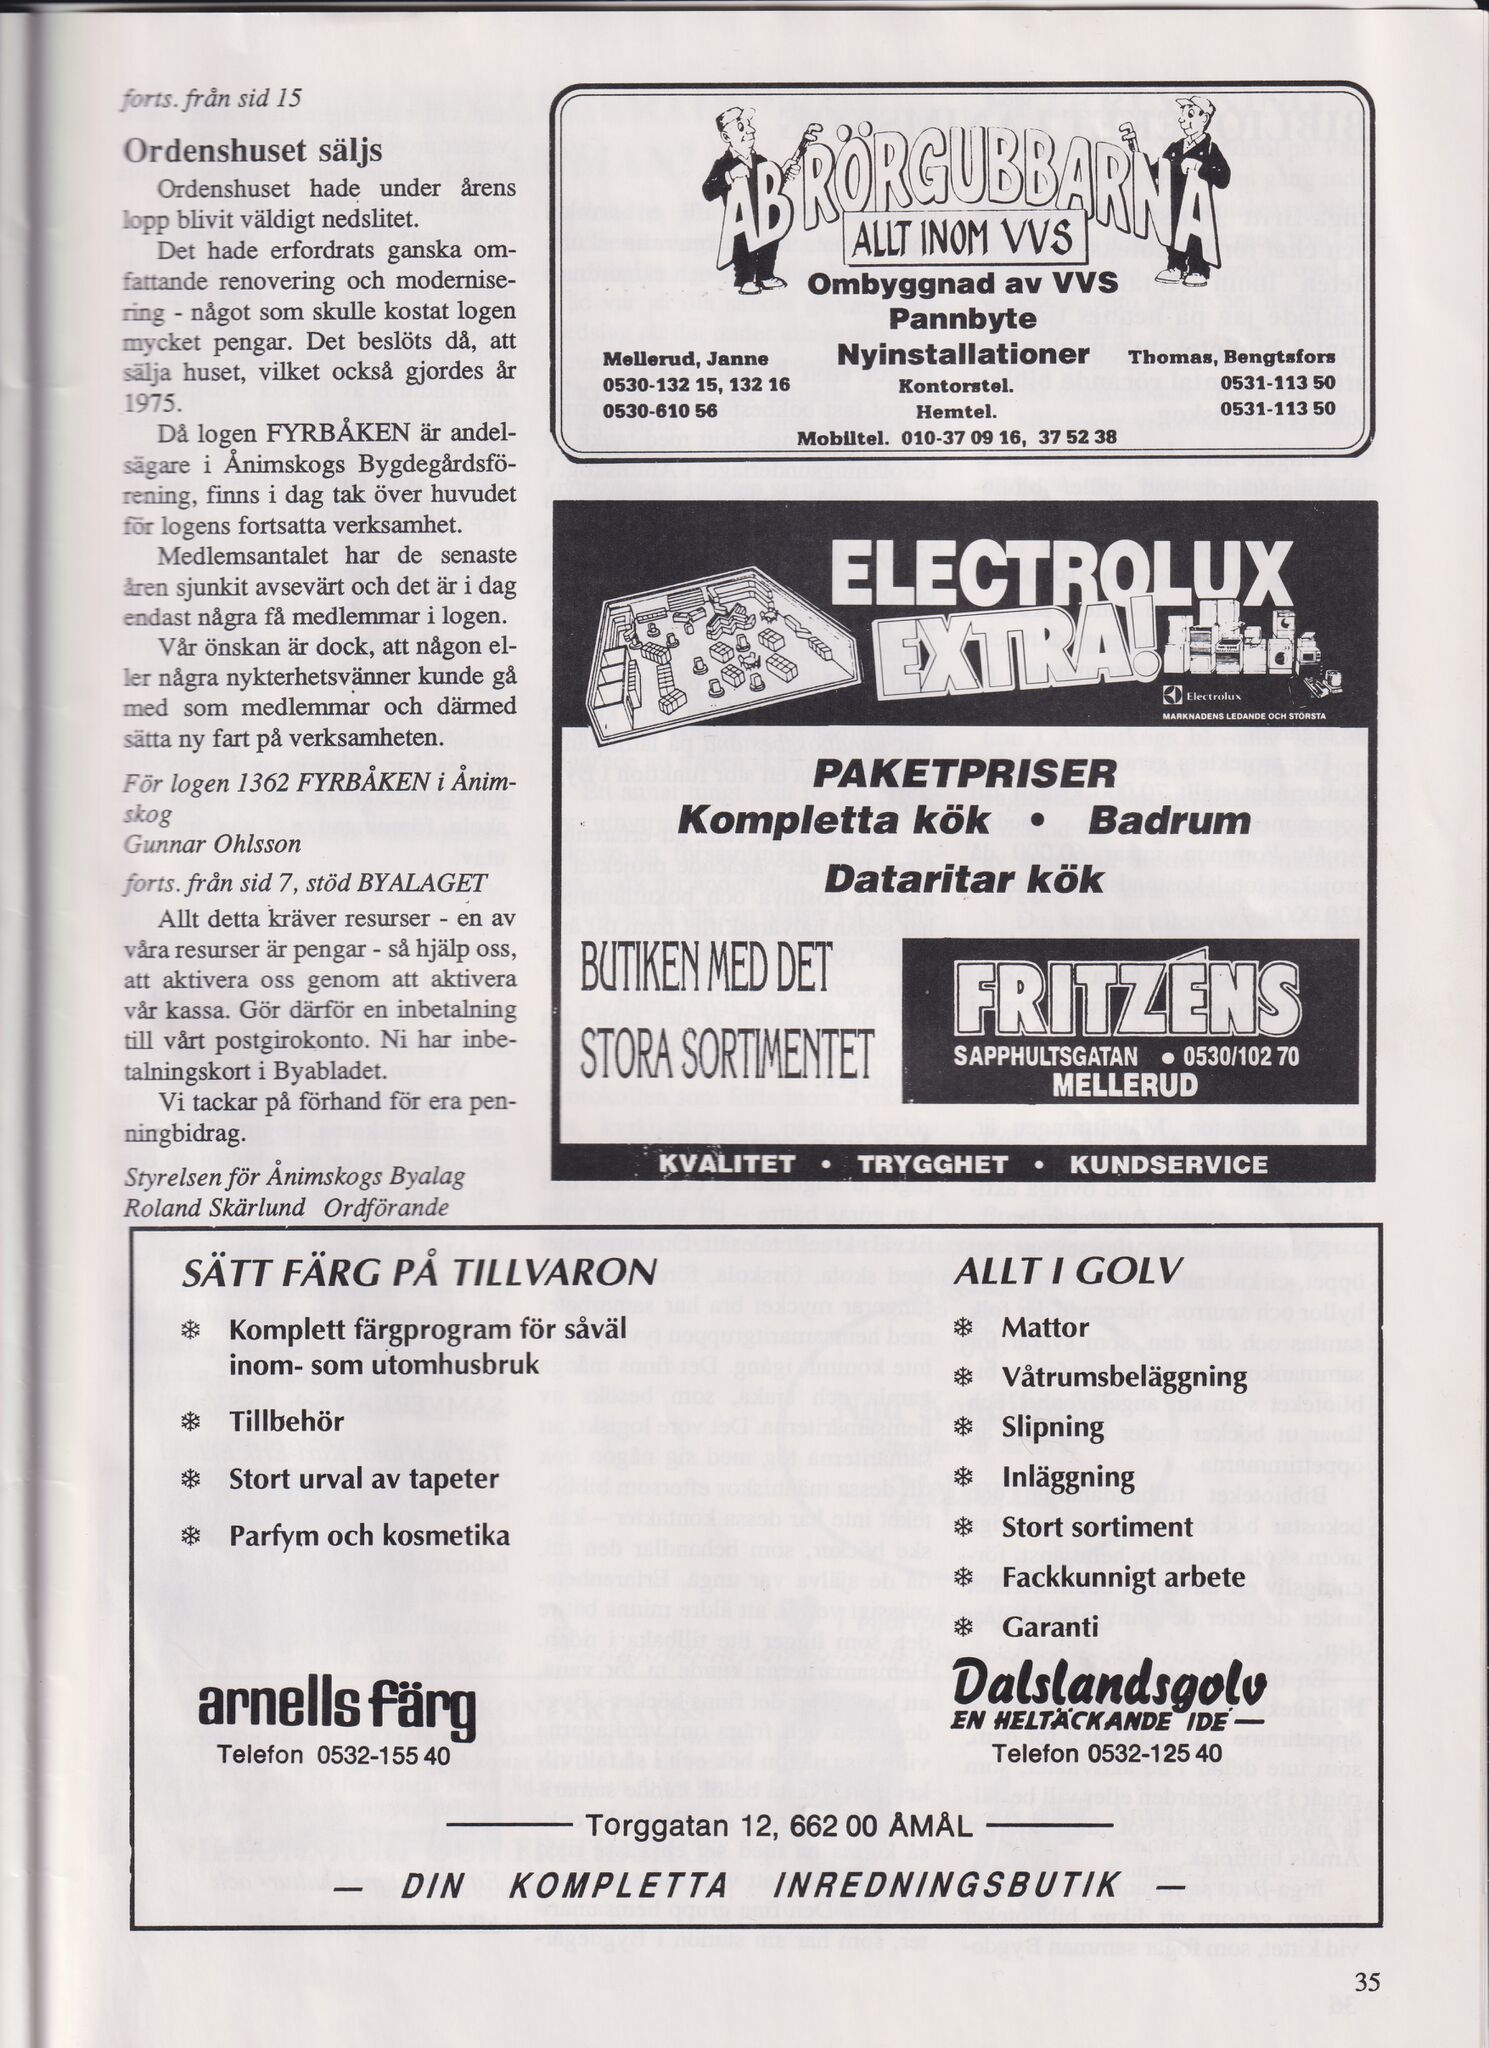 forts. från sid 15
Ordenshuset säljs
Ordenshuset hade under årens
lopp blivit väldigt nedslitet.
Det hade erfordrats ganska om-
fattande renovering och modernise-
ring - något som skulle kostat logen
mycket pengar. Det beslöts då, att
sälja huset, vilket också gjordes år
1975.
Då logen FYRBÅKEN är andel-
sägare i Ånimskogs Bygdegårdsfö-
rening, finns i dag tak över huvudet
för logens fortsatta verksamhet.
Medlemsantalet har de senaste
åren sjunkit avsevärt och det är i dag
endast några få medlemmar i logen.
Vår önskan är dock, att någon el-
ler några nykterhetsvänner kunde gå
med som medlemmar och därmed
sätta ny fart på verksamheten.
För logen 1362 FYRBÅKEN i Ånim-
skog
Gunnar Ohlsson
forts. från sid 7, stöd BYALAGET
Allt detta kräver resurser - en av
våra resurser är pengar - så hjälp oss,
att aktivera oss genom att aktivera
vår kassa. Gör därför en inbetalning
till vårt postgirokonto. Ni har inbe-
talningskort i Byabladet.
Vi tackar på förhand för era pen-
ningbidrag.
Styrelsen för Ånimskogs Byalag
Roland Skärlund Ordförande
AB RÖRGUBBARNA
ALLT INOM VVS
Ombyggnad av VVS
Pannbyte
Nyinstallationer
Mellerud, Janne Thomas, Bengtsfors
0530-132 15, 132 16 Kontorstel. 0531-113 50
0530-610 56 Hemtel. 0531-113 50
Mobiltel. 010-37 09 16, 37 52 38
ELECTROLUX
EXTRA!
Electrolux
MARKNADENS LEDANDE OCH STÖRSTA
PAKETPRISER
Kompletta kök • Badrum
Dataritar kök
BUTIKEN MED DET
STORA SORTIMENTET
FRITZÉNS
SAPPHULTSGATAN • 0530/102 70
MELLERUD
KVALITET • TRYGGHET • KUNDSERVICE
SÄTT FÄRG PÅ TILLVARON
❄ Komplett färgprogram för såväl
inom- som utomhusbruk
❄ Tillbehör
❄ Stort urval av tapeter
❄ Parfym och kosmetika
arnells färg
Telefon 0532-155 40
ALLT I GOLV
❄ Mattor
❄ Våtrumsbeläggning
❄ Slipning
❄ Inläggning
❄ Stort sortiment
❄ Fackkunnigt arbete
❄ Garanti
Dalslandsgolv
EN HELTÄCKANDE IDÉ —
Telefon 0532-125 40
Torggatan 12, 662 00 ÅMÅL
— DIN KOMPLETTA INREDNINGSBUTIK —
35